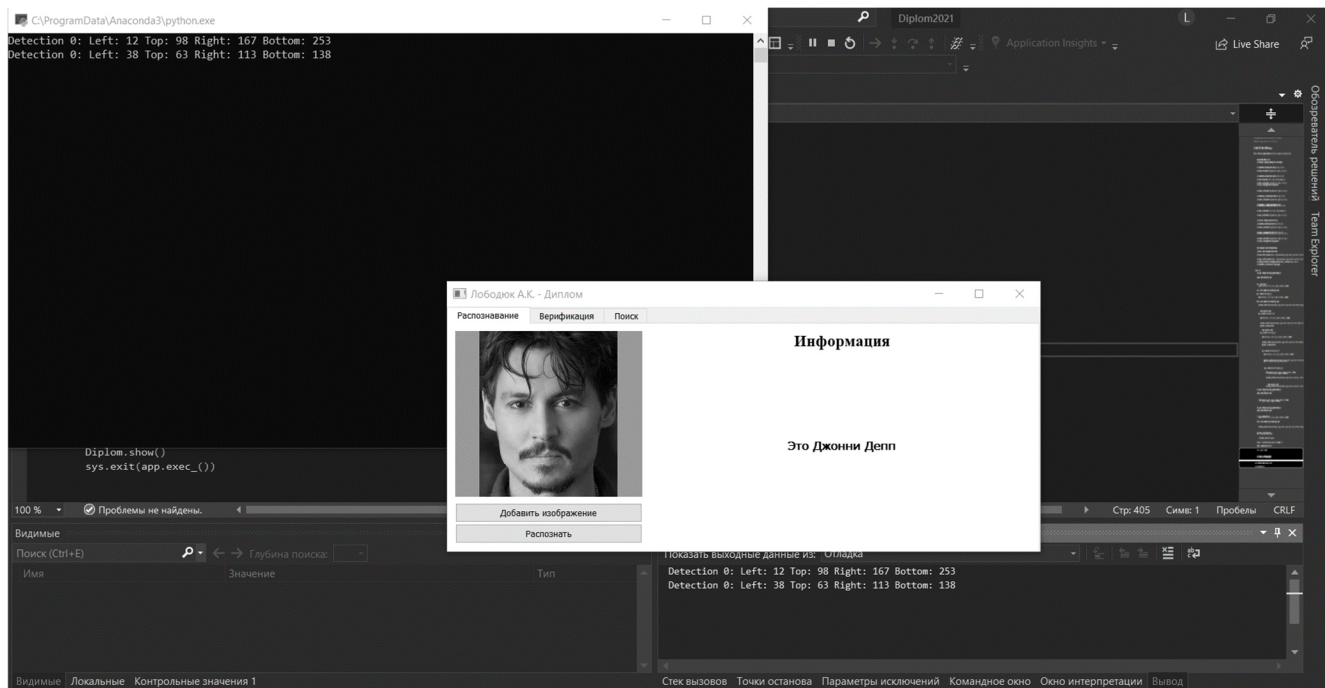 C:\ProgramData\Anaconda3\python.exe
Detection 0: Left: 12 Top: 98 Right: 167 Bottom: 253
Detection 0: Left: 38 Top: 63 Right: 113 Bottom: 138
Diplom2021
L
Application Insights
Live Share
Обозреватель решений
Team Explorer
Лободюк А.К. - Диплом
Распознавание Верификация Поиск
Информация
Это Джонни Депп
Добавить изображение
Распознать
Diplom.show()
sys.exit(app.exec_())
100 % Проблемы не найдены. Стр: 405 Симв: 1 Пробелы CRLF
Видимые
Поиск (Ctrl+E) Глубина поиска:
Имя Значение Тип
Показать выходные данные из: Отладка
Detection 0: Left: 12 Top: 98 Right: 167 Bottom: 253
Detection 0: Left: 38 Top: 63 Right: 113 Bottom: 138
Видимые Локальные Контрольные значения 1
Стек вызовов Точки останова Параметры исключений Командное окно Окно интерпретации Вывод